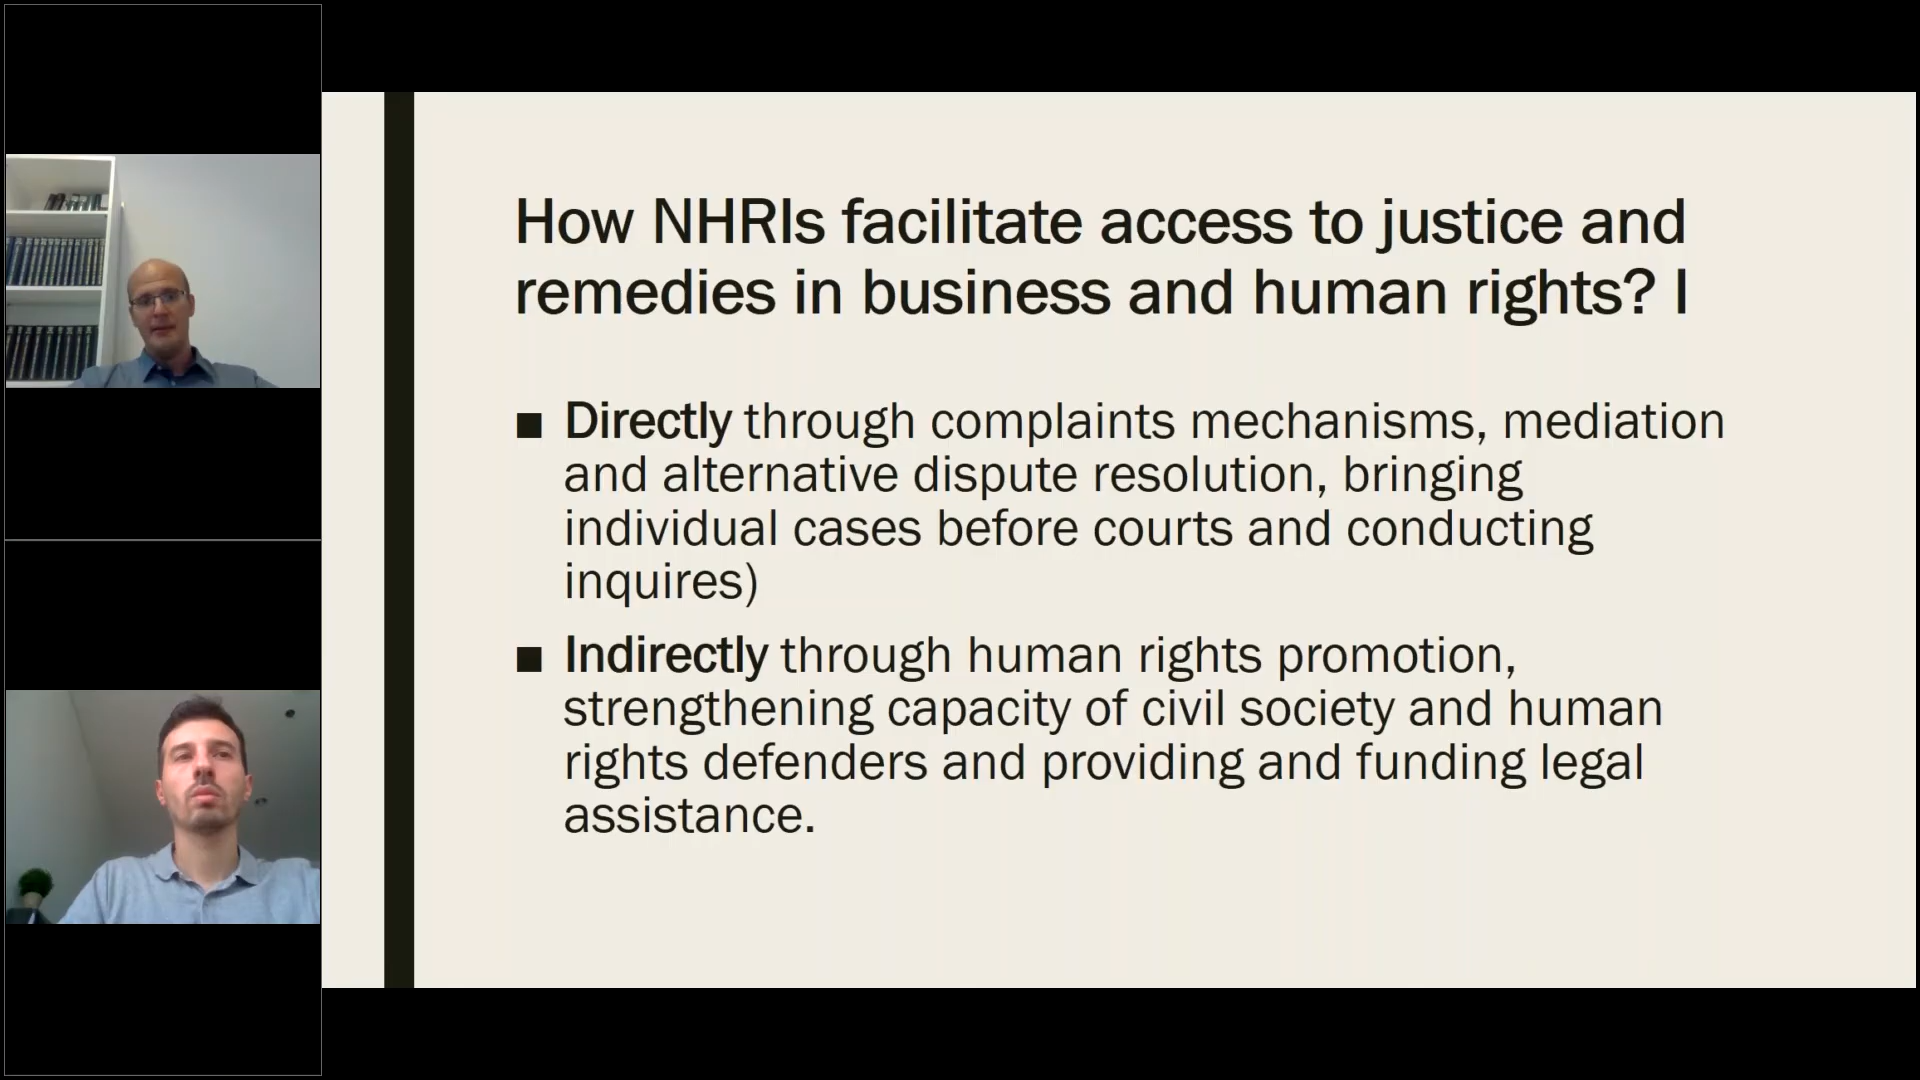 How NHRIs facilitate access to justice and
remedies in business and human rights? I
■ Directly through complaints mechanisms, mediation
and alternative dispute resolution, bringing
individual cases before courts and conducting
inquires)
■ Indirectly through human rights promotion,
strengthening capacity of civil society and human
rights defenders and providing and funding legal
assistance.